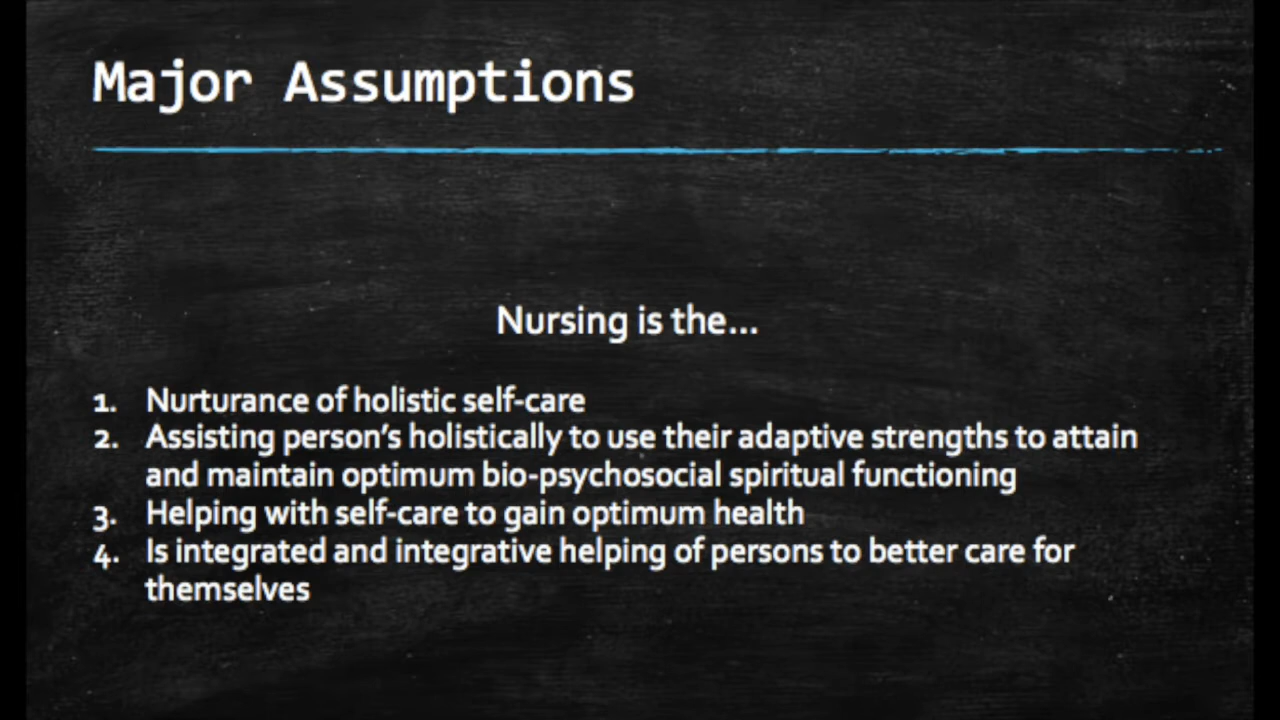 Major Assumptions
Nursing is the...
1. Nurturance of holistic self-care
2. Assisting person's holistically to use their adaptive strengths to attain
and maintain optimum bio-psychosocial spiritual functioning
3. Helping with self-care to gain optimum health
4. Is integrated and integrative helping of persons to better care for
themselves